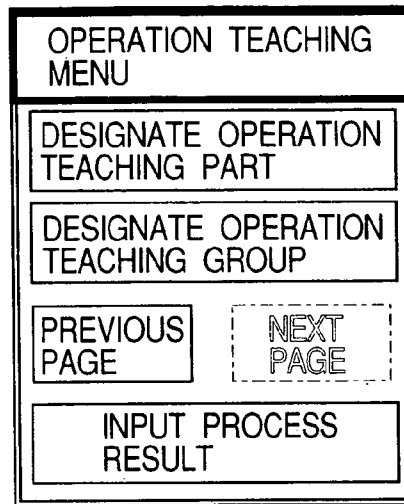 OPERATION TEACHING
MENU
DESIGNATE OPERATION
TEACHING PART
DESIGNATE OPERATION
TEACHING GROUP
PREVIOUS
PAGE
NEXT
PAGE
INPUT PROCESS
RESULT